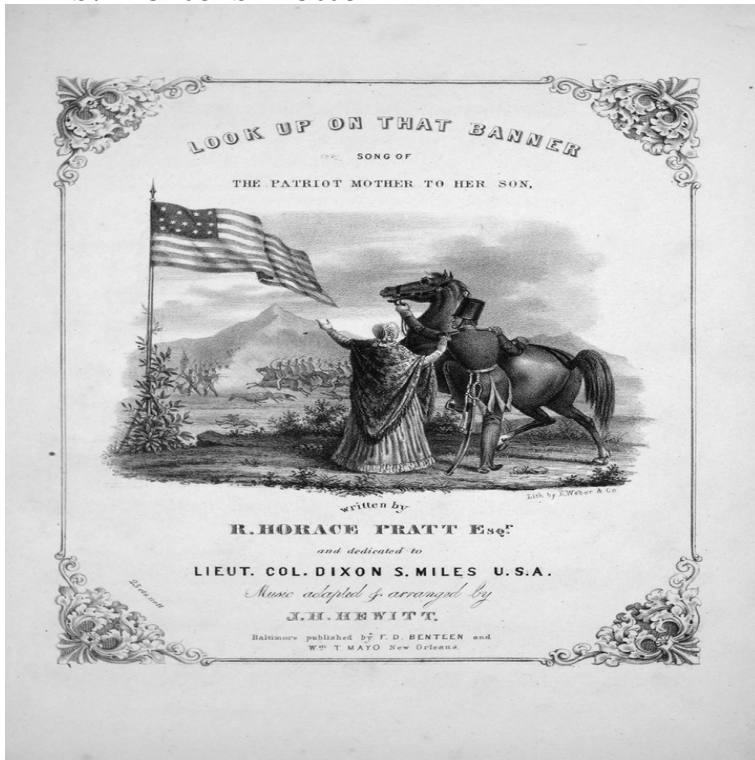 LOOK UP ON THAT BANNER
SONG OF
THE PATRIOT MOTHER TO HER SON,
Lith. by E. Weber & Co.
written by
R. HORACE PRATT Esqr.
and dedicated to
LIEUT. COL. DIXON S. MILES U.S.A.
Music adapted & arranged by
J. H. HEWITT.
Baltimore published by F. D. BENTEEN and
Wm. T. MAYO New Orleans.